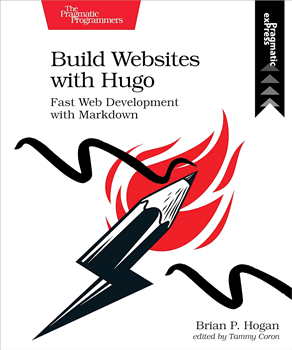 The
Pragmatic
Programmers
Pragmatic
exPress
Build Websites
with Hugo
Fast Web Development
with Markdown
Brian P. Hogan
edited by Tammy Coron